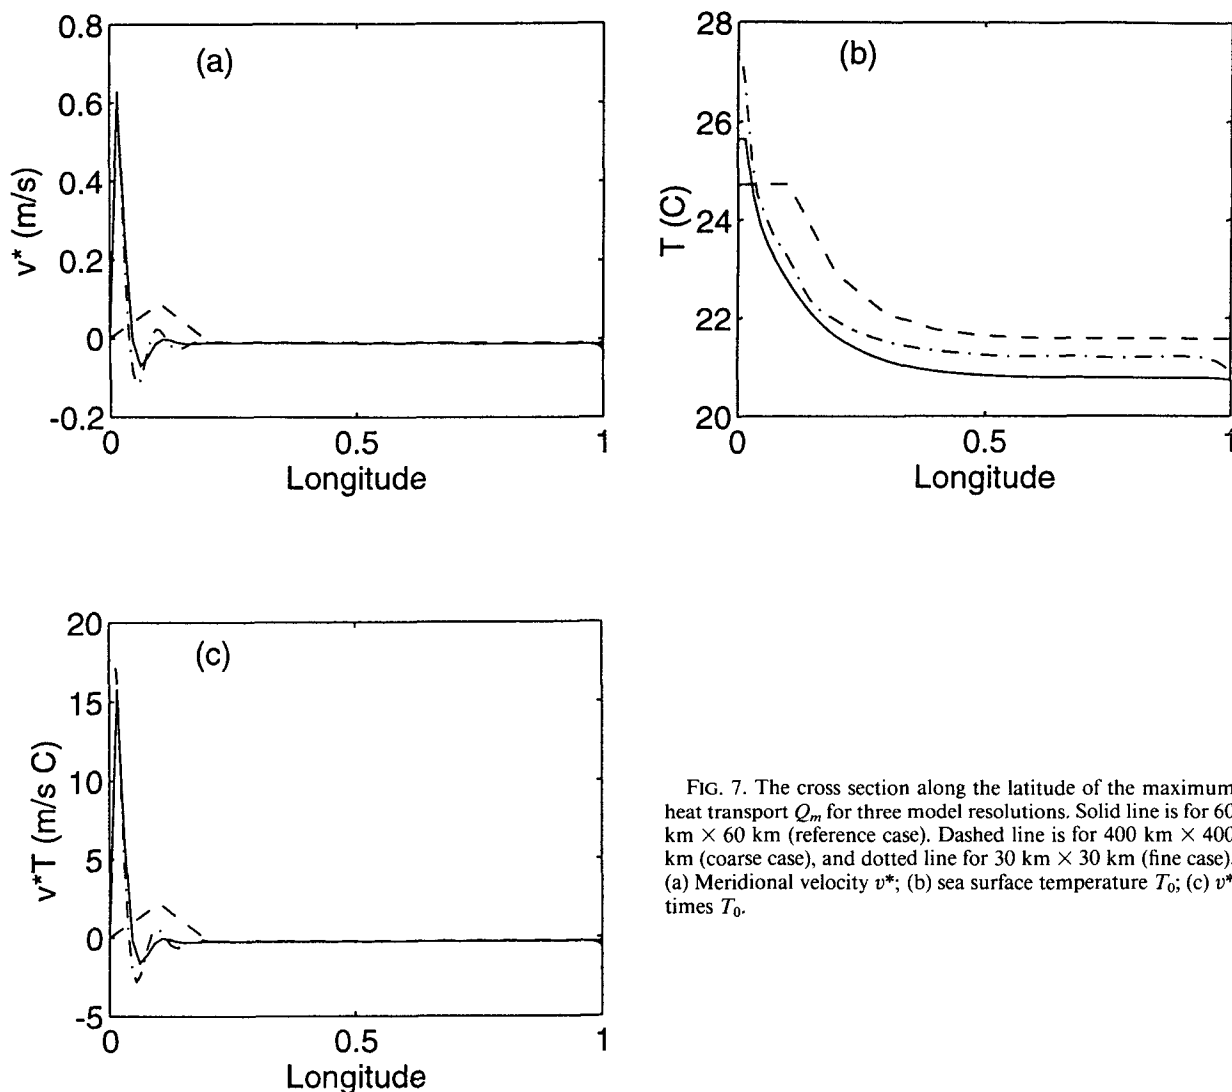 (a)
0.8
0.6
0.4
0.2
0
-0.2
v* (m/s)
0
0.5
1
Longitude
(b)
28
26
24
22
20
T (C)
0
0.5
1
Longitude
(c)
20
15
10
5
0
-5
v*T (m/s C)
0
0.5
1
Longitude
FIG. 7. The cross section along the latitude of the maximum
heat transport Qm for three model resolutions. Solid line is for 60
km × 60 km (reference case). Dashed line is for 400 km × 400
km (coarse case), and dotted line for 30 km × 30 km (fine case).
(a) Meridional velocity v*; (b) sea surface temperature T0; (c) v*
times T0.